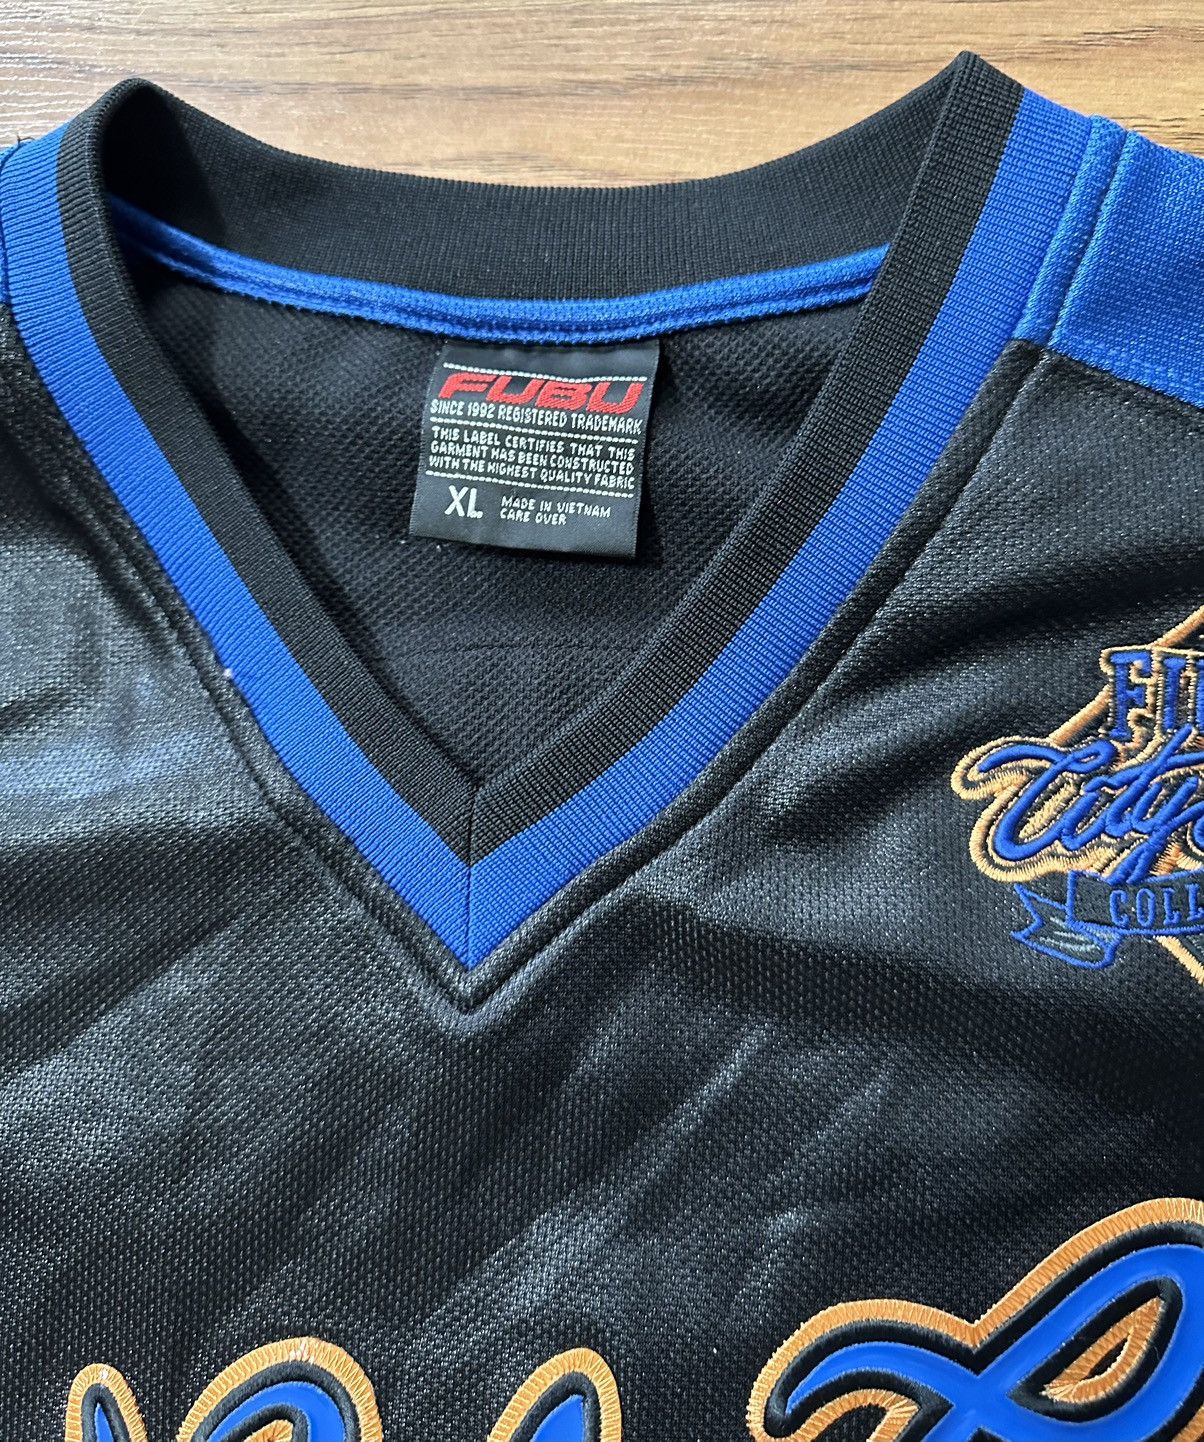 FUBU
SINCE 1992 REGISTERED TRADEMARK
THIS LABEL CERTIFIES THAT THIS
GARMENT HAS BEEN CONSTRUCTED
WITH THE HIGHEST QUALITY FABRIC
XL
MADE IN VIETNAM
CARE OVER
City